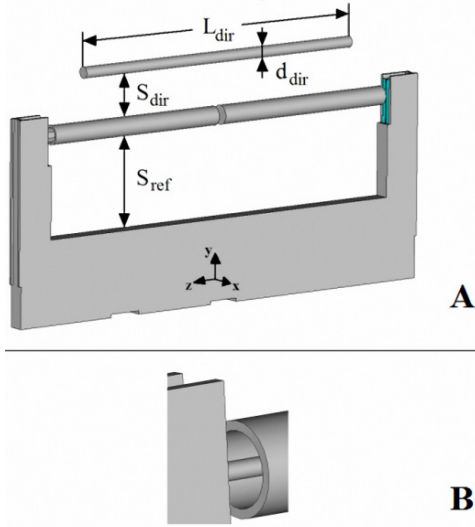 L_dir
d_dir
S_dir
S_ref
y
z x
A
B